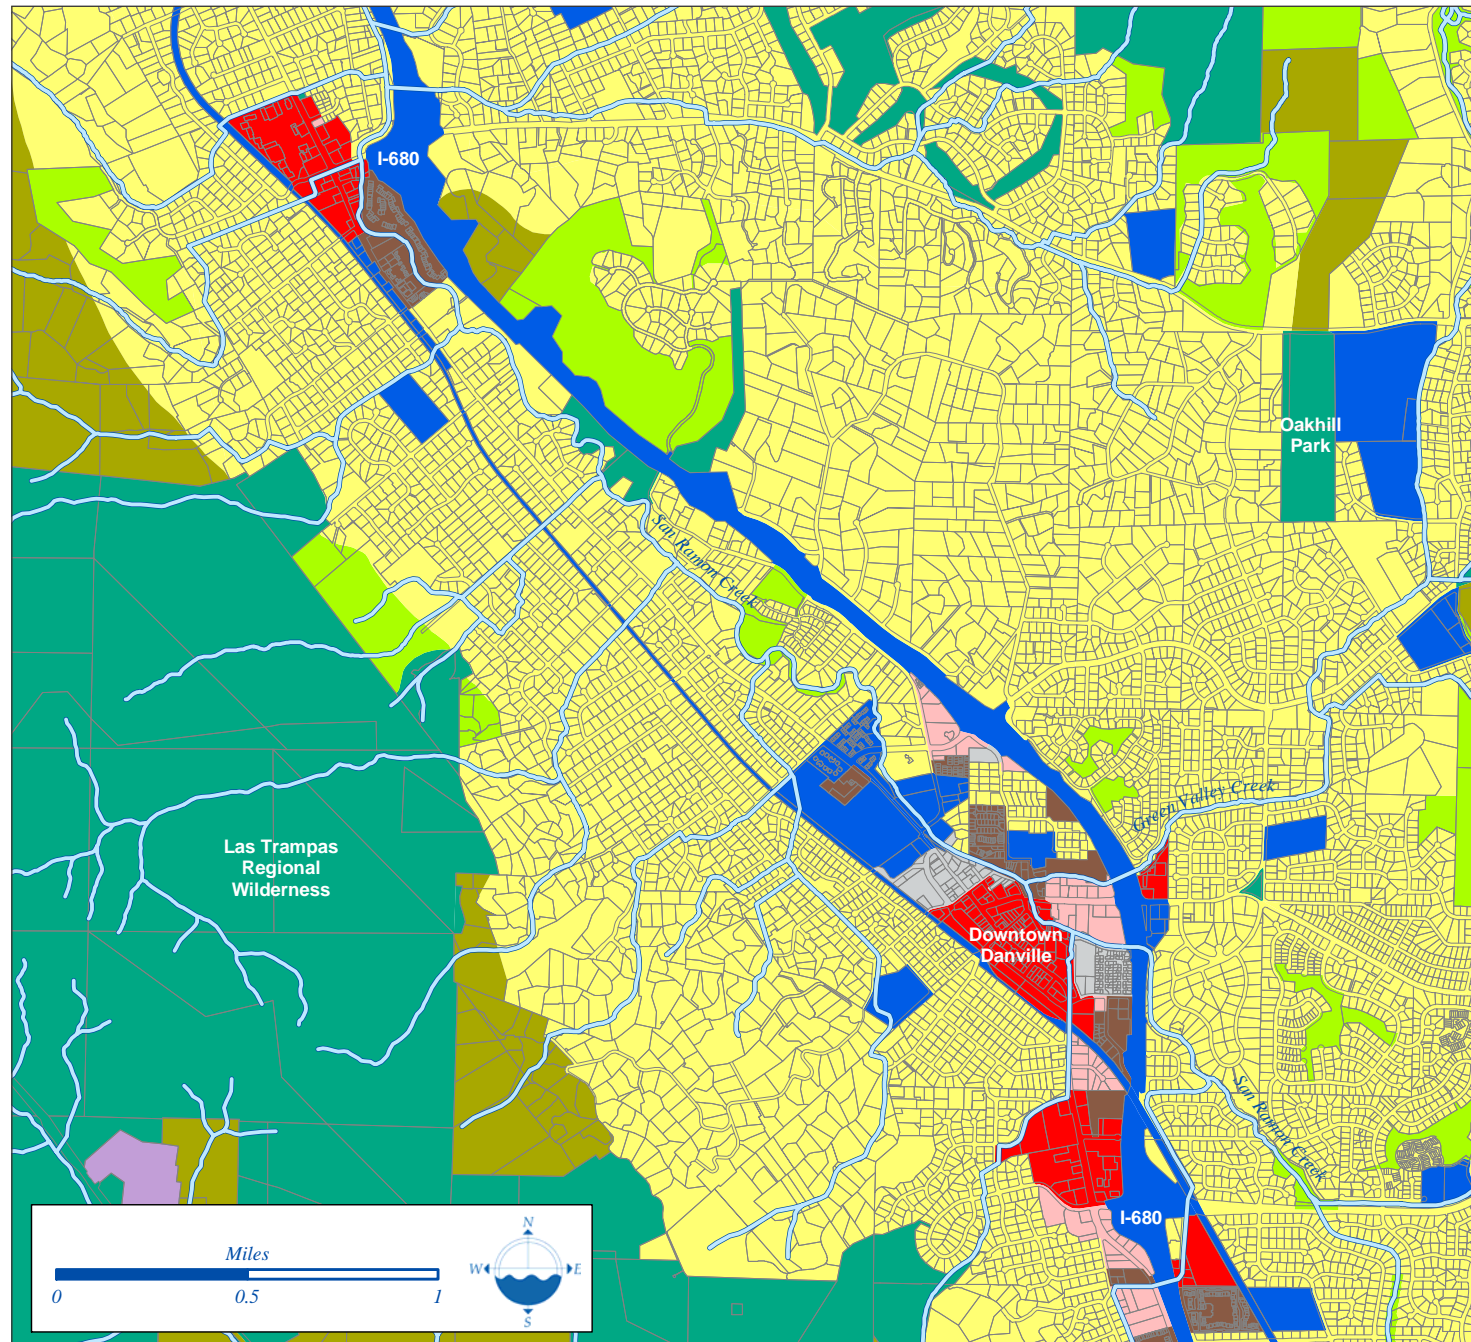 I-680
Oakhill
Park
San Ramon Creek
Green Valley Creek
Las Trampas
Regional
Wilderness
Downtown
Danville
San Ramon Creek
I-680
Miles
0 0.5 1
N
W E
S